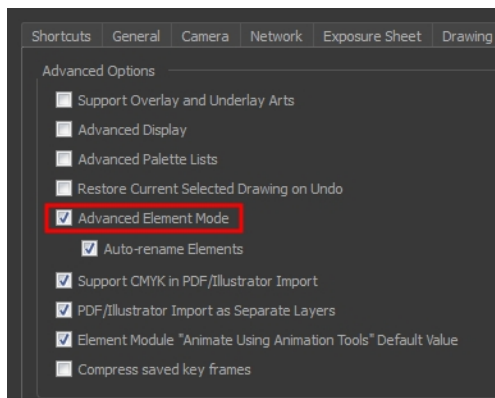 Shortcuts General Camera Network Exposure Sheet Drawing
Advanced Options
Support Overlay and Underlay Arts
Advanced Display
Advanced Palette Lists
Restore Current Selected Drawing on Undo
Advanced Element Mode
Auto-rename Elements
Support CMYK in PDF/Illustrator Import
PDF/Illustrator Import as Separate Layers
Element Module "Animate Using Animation Tools" Default Value
Compress saved key frames